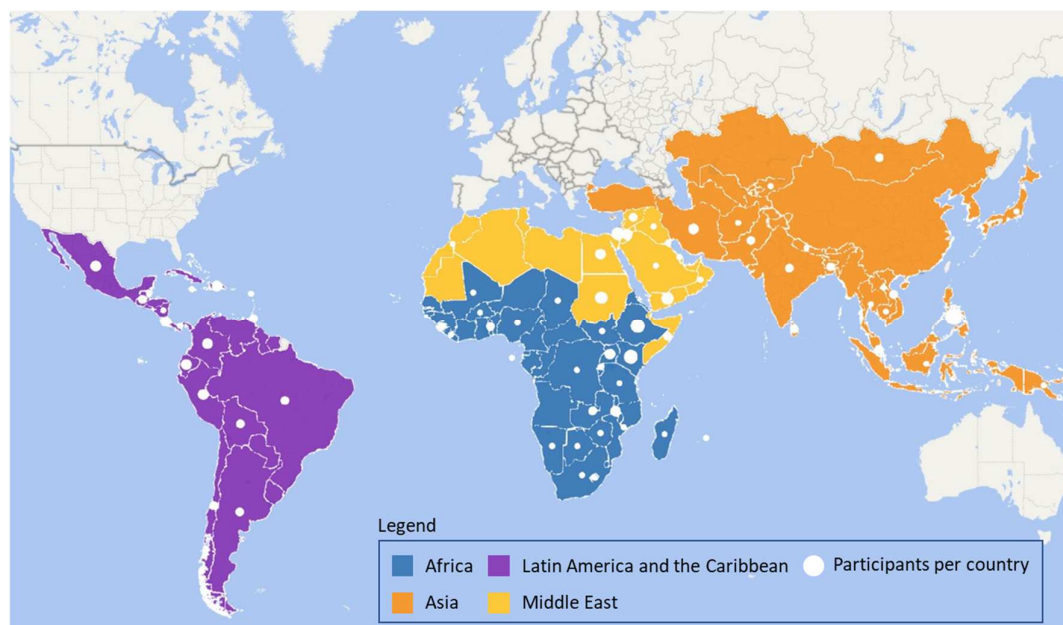 Legend
Africa Latin America and the Caribbean Participants per country
Asia Middle East